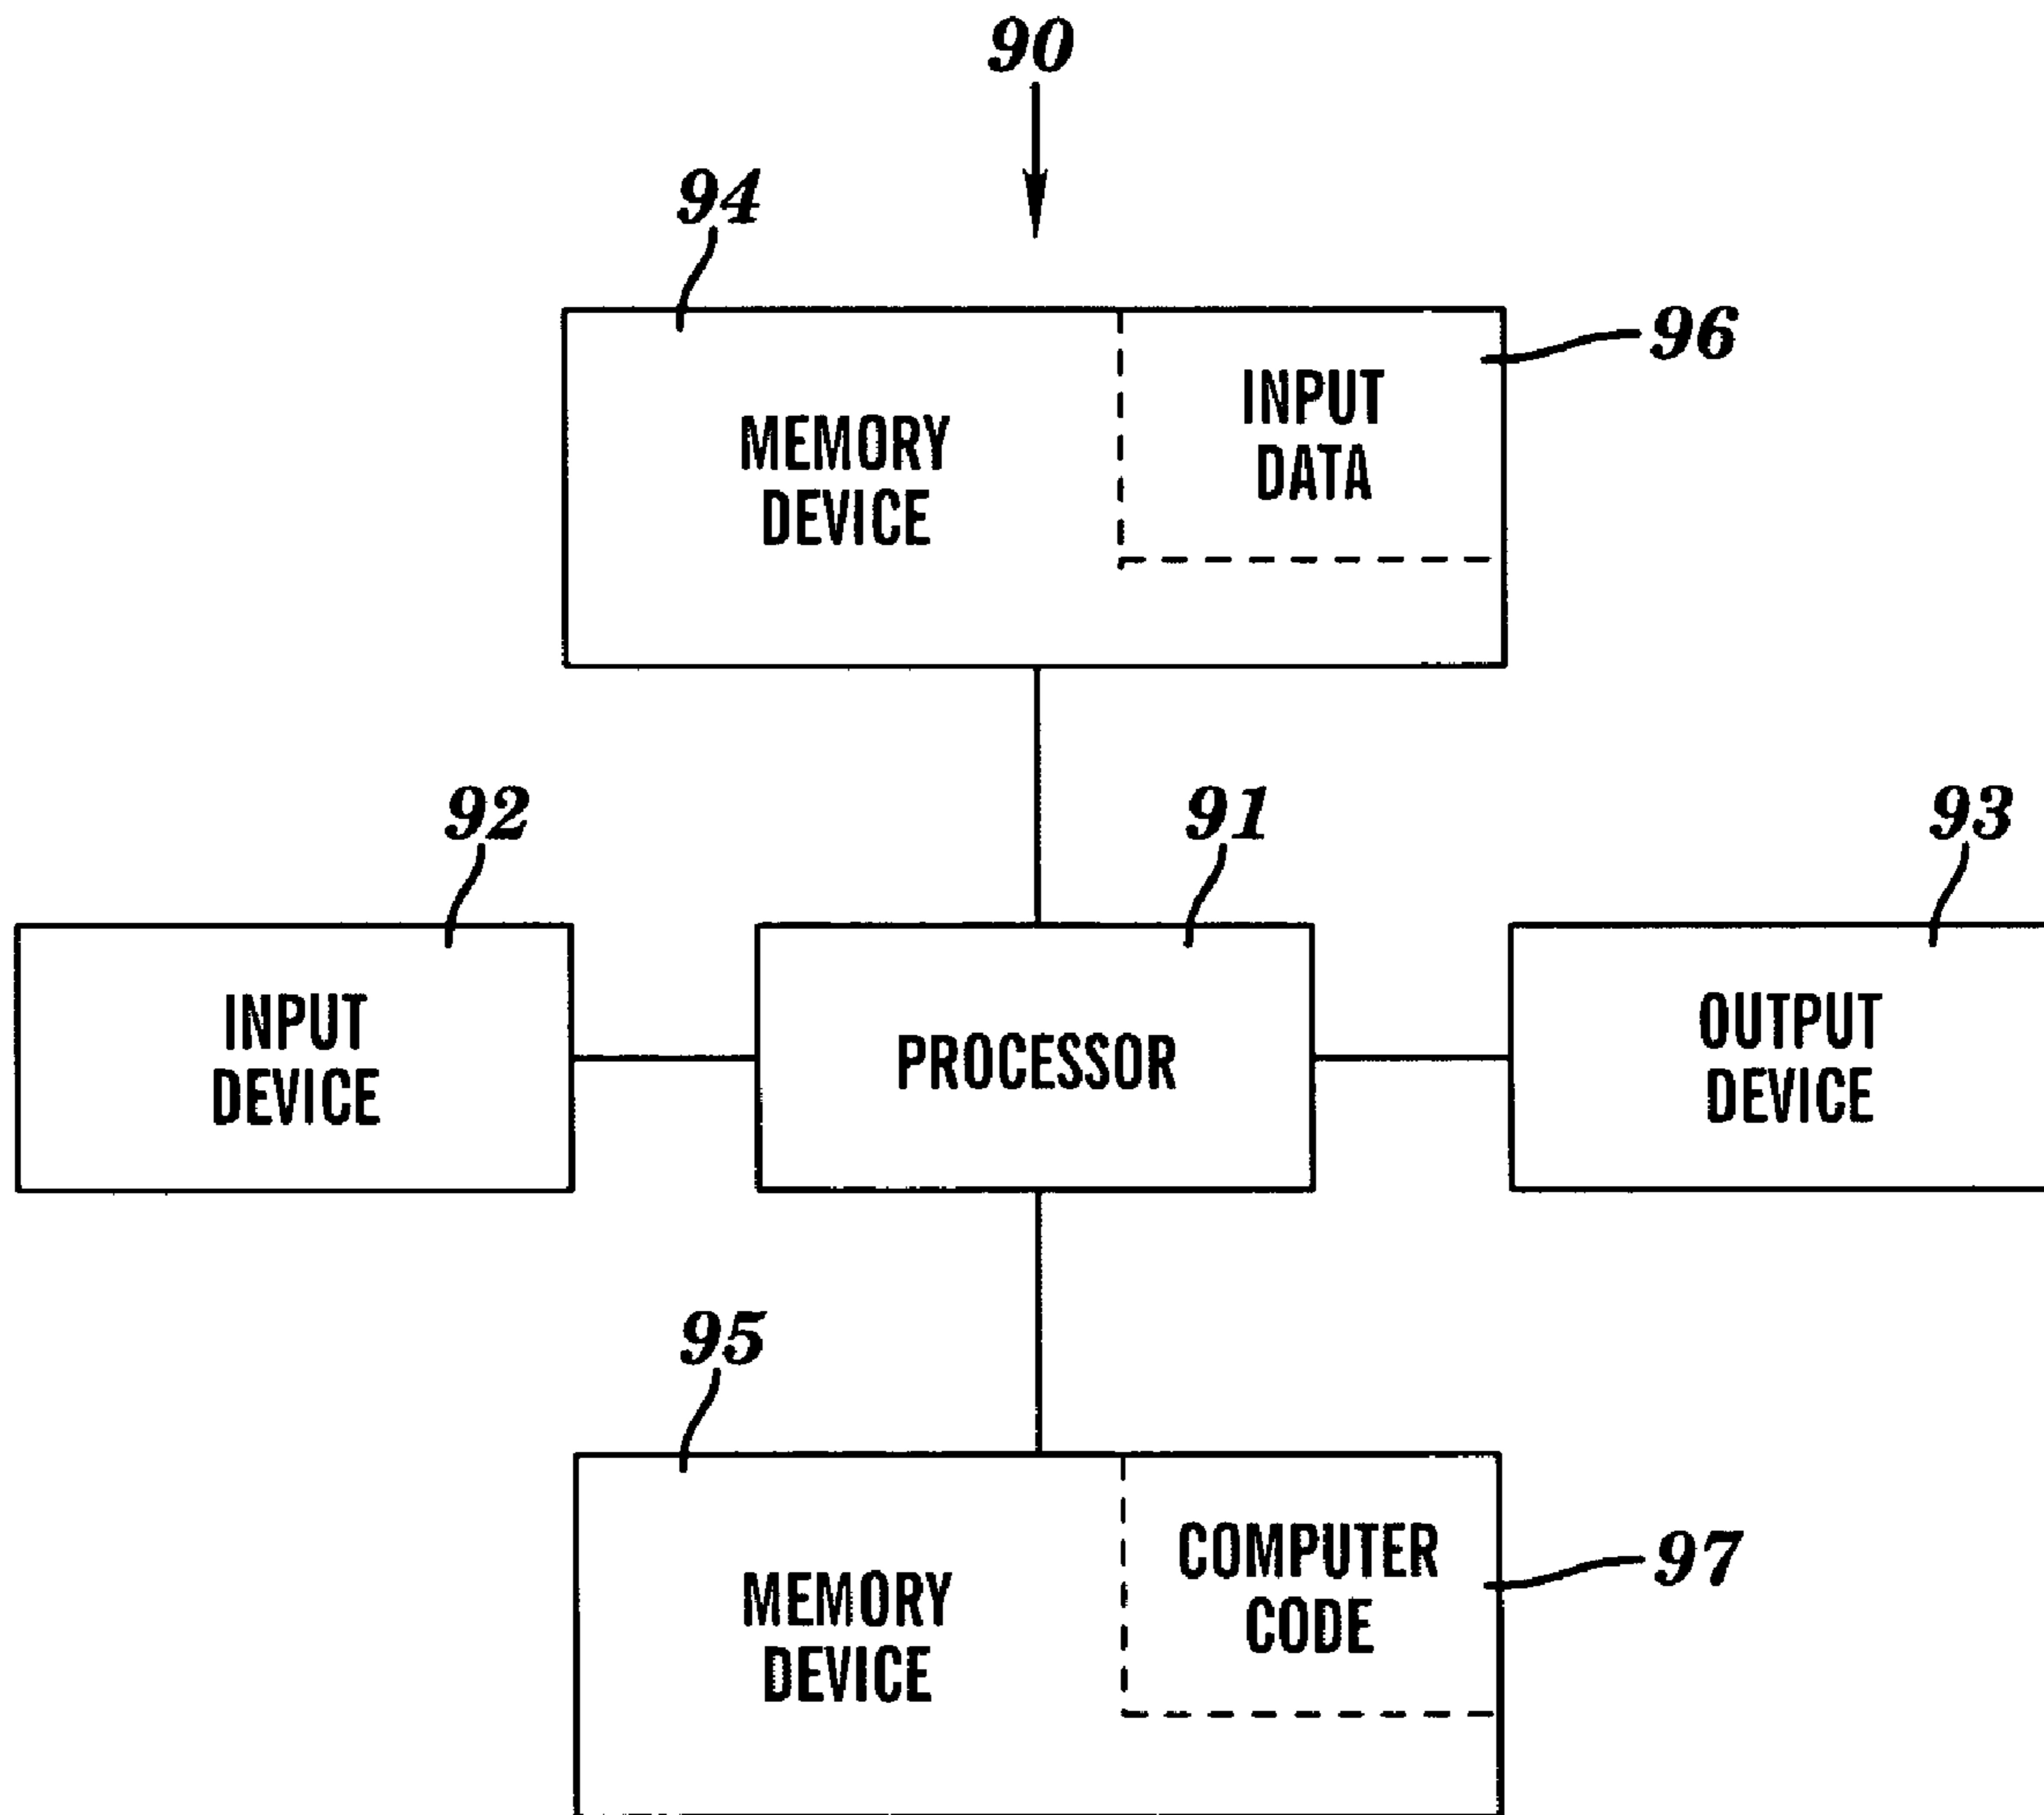 90
94
96
INPUT
DATA
MEMORY
DEVICE
92
91
93
INPUT
DEVICE
PROCESSOR
OUTPUT
DEVICE
95
97
COMPUTER
CODE
MEMORY
DEVICE